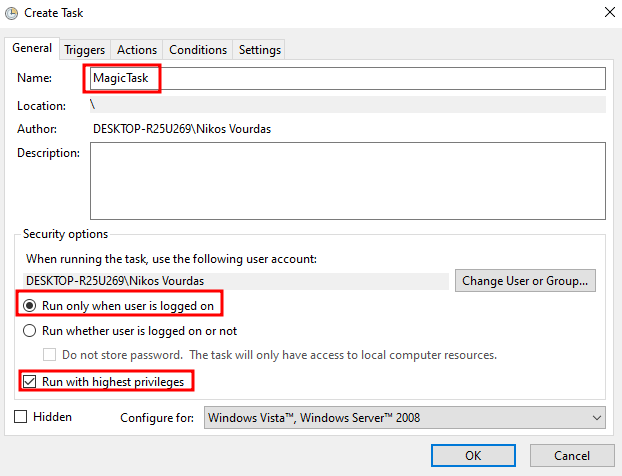 Create Task
General Triggers Actions Conditions Settings
Name: MagicTask
Location: \
Author: DESKTOP-R25U269\Nikos Vourdas
Description:
Security options
When running the task, use the following user account:
DESKTOP-R25U269\Nikos Vourdas Change User or Group...
Run only when user is logged on
Run whether user is logged on or not
Do not store password. The task will only have access to local computer resources.
Run with highest privileges
Hidden Configure for: Windows Vista™, Windows Server™ 2008
OK Cancel